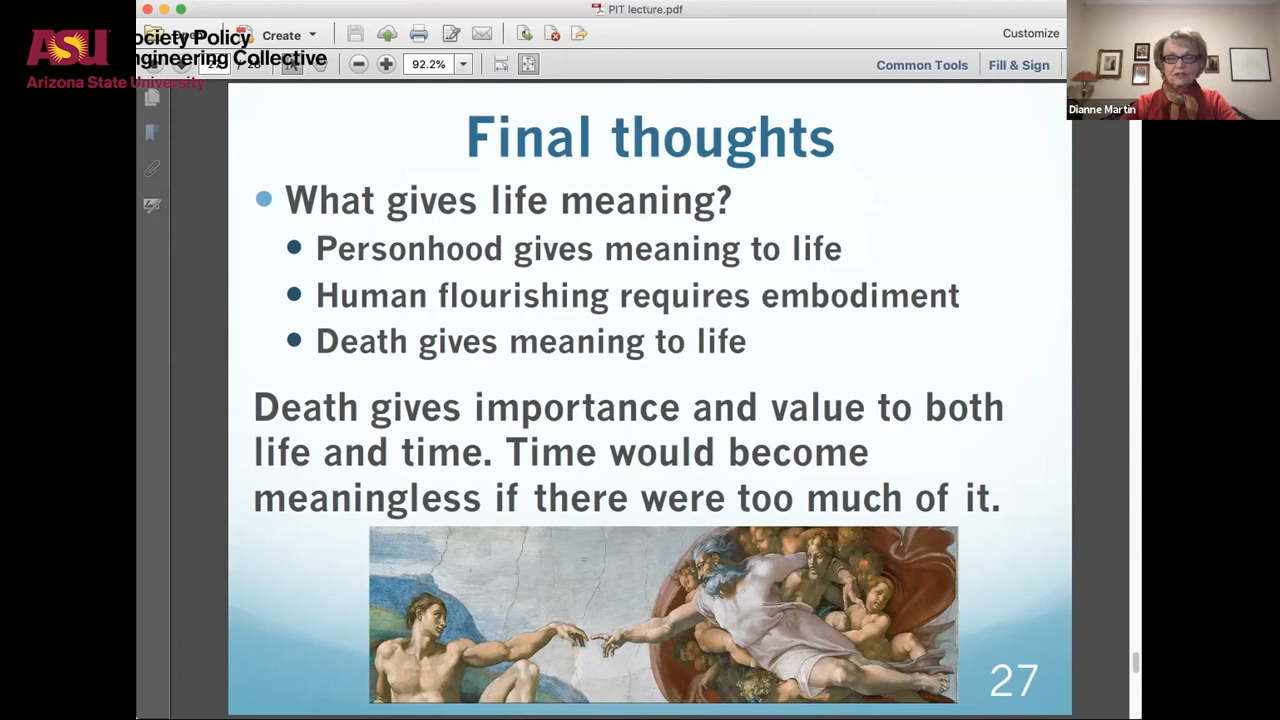 PIT lecture.pdf
Create
Customize
ASU
Society Policy
Engineering Collective
Arizona State University
92.2%
Common Tools
Fill & Sign
Dianne Martin
Final thoughts
What gives life meaning?
Personhood gives meaning to life
Human flourishing requires embodiment
Death gives meaning to life
Death gives importance and value to both
life and time. Time would become
meaningless if there were too much of it.
27